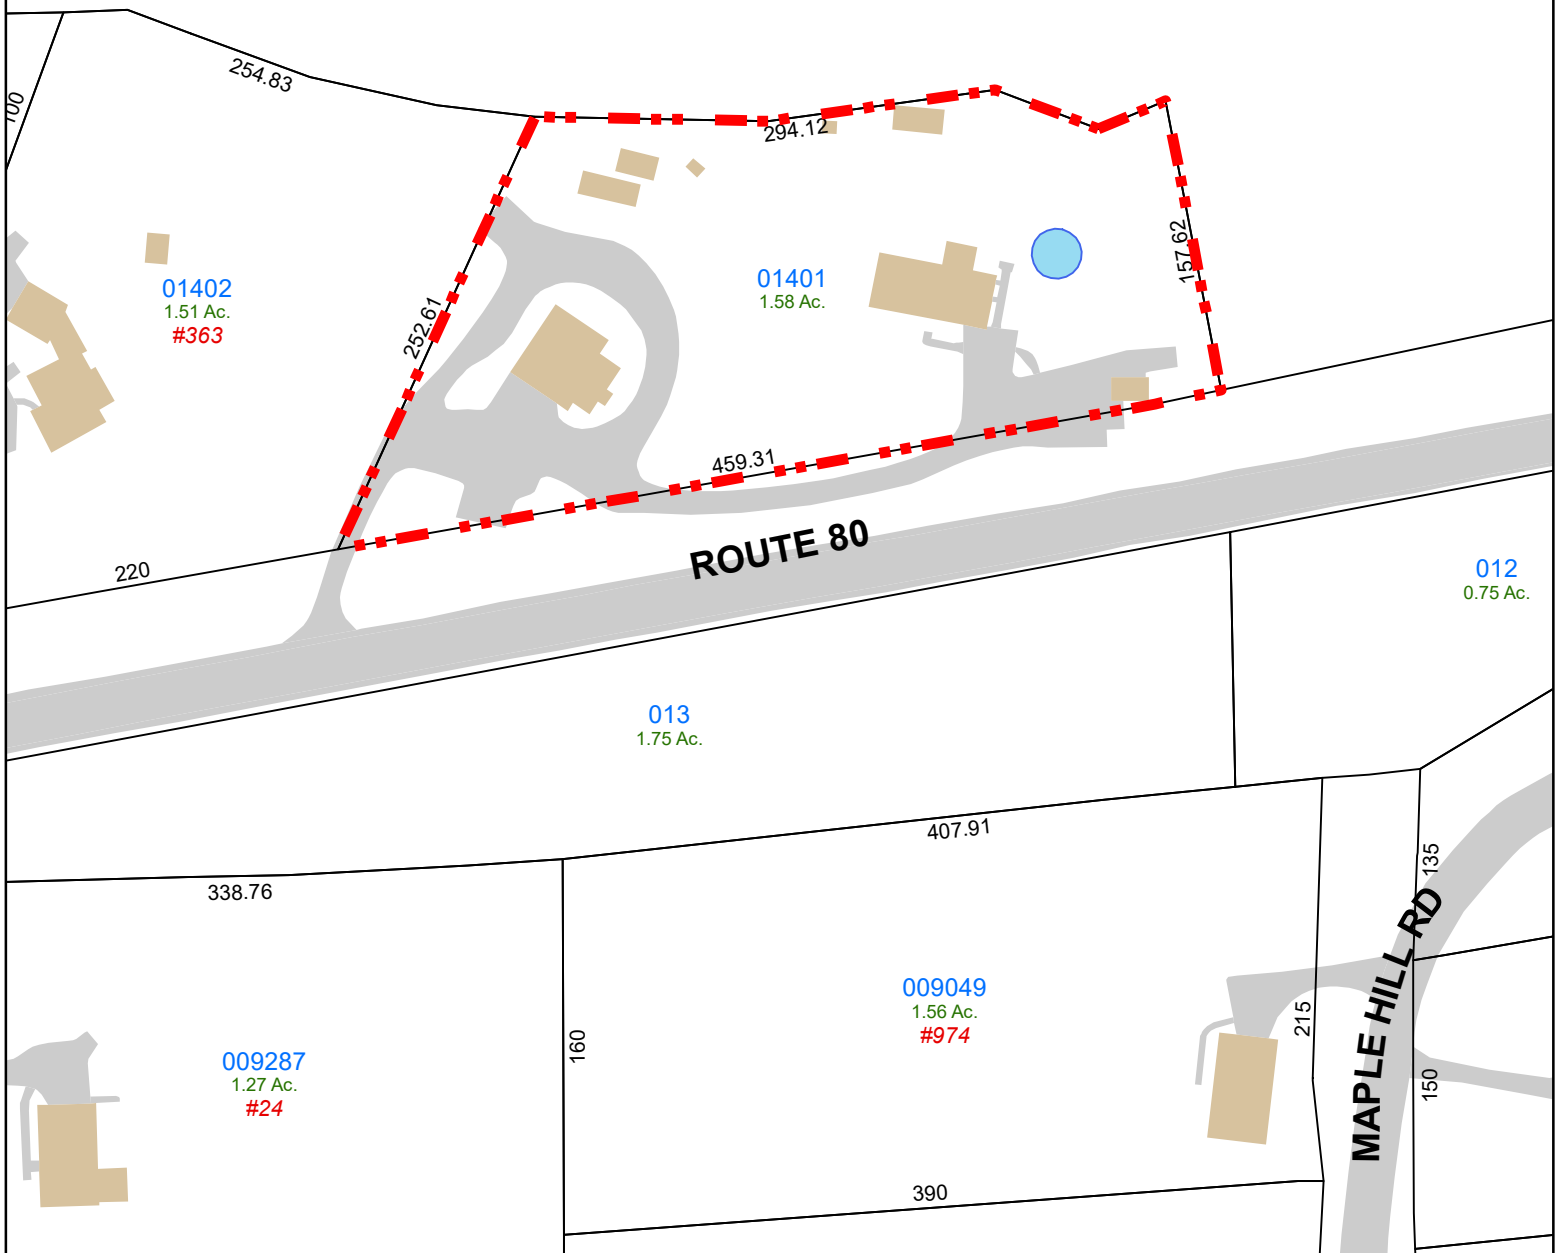 254.83
100
294.12
157.62
01402
1.51 Ac.
#363
252.61
01401
1.58 Ac.
459.31
220
ROUTE 80
012
0.75 Ac.
013
1.75 Ac.
407.91
338.76
135
MAPLE HILL RD
009049
1.56 Ac.
#974
215
160
009287
1.27 Ac.
#24
150
390